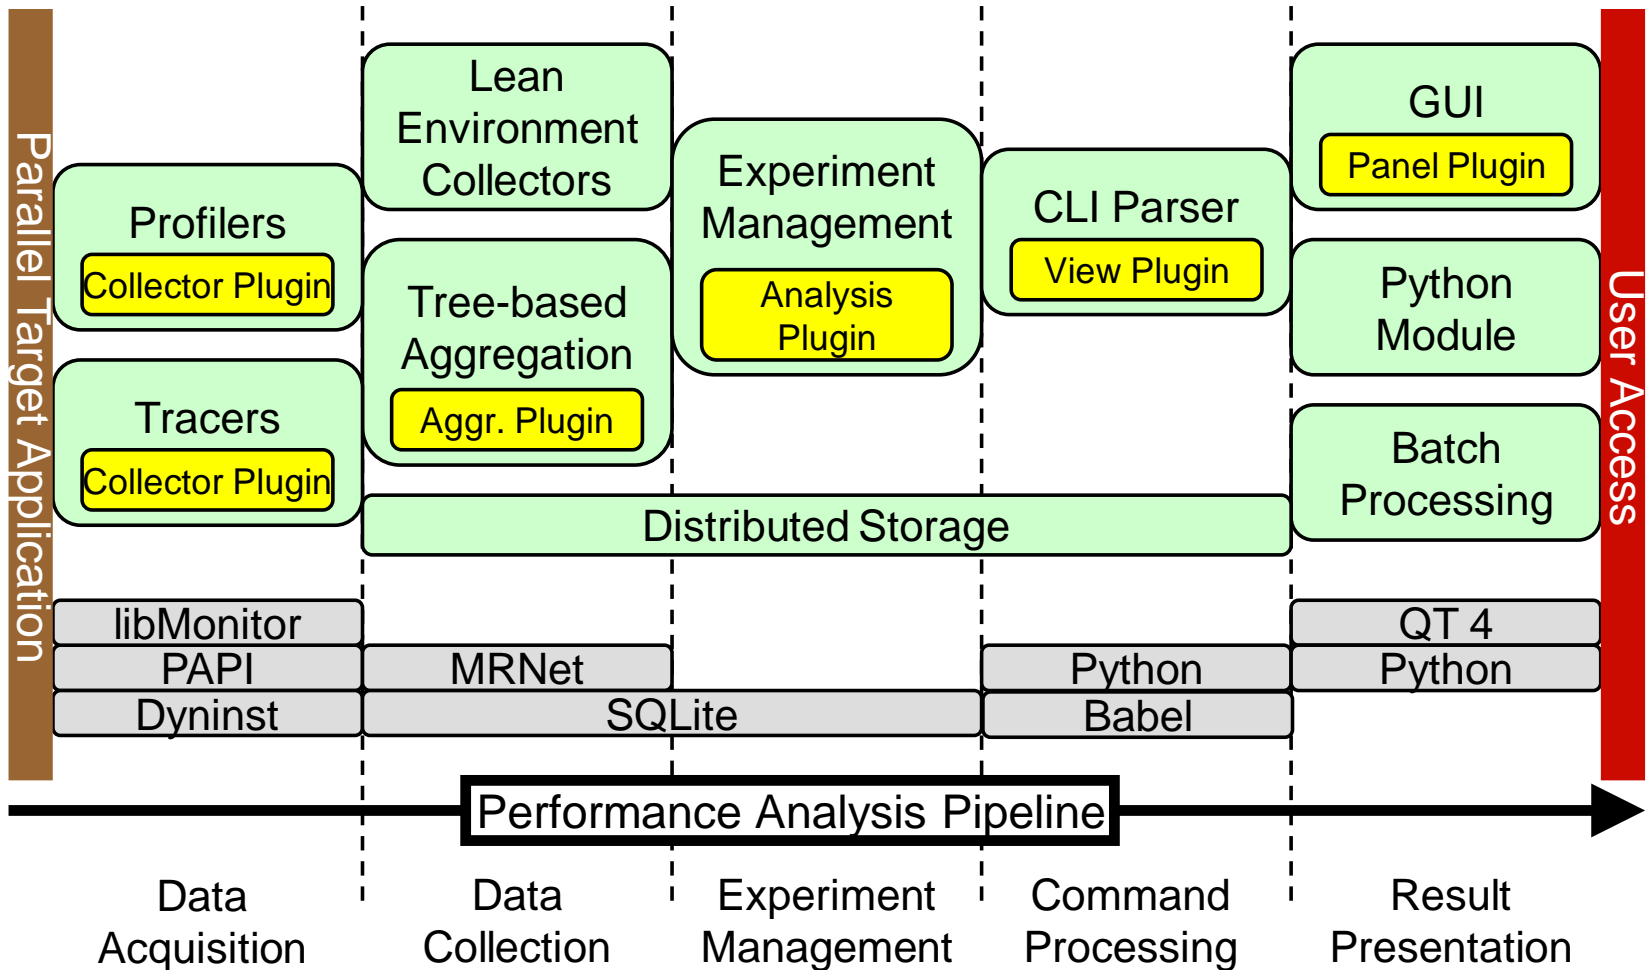 Parallel Target Application
Profilers
Collector Plugin
Tracers
Collector Plugin
Lean
Environment
Collectors
Tree-based
Aggregation
Aggr. Plugin
Experiment
Management
Analysis
Plugin
CLI Parser
View Plugin
GUI
Panel Plugin
Python
Module
Batch
Processing
Distributed Storage
User Access
libMonitor
PAPI
Dyninst
MRNet
SQLite
Python
Babel
QT 4
Python
Performance Analysis Pipeline
Data
Acquisition
Data
Collection
Experiment
Management
Command
Processing
Result
Presentation